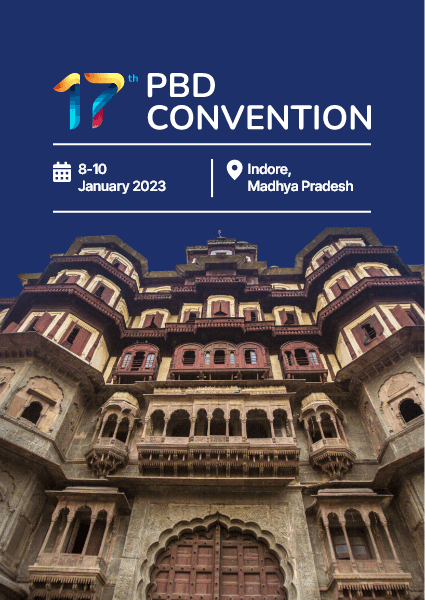 17th PBD
CONVENTION
8-10
January 2023
Indore,
Madhya Pradesh